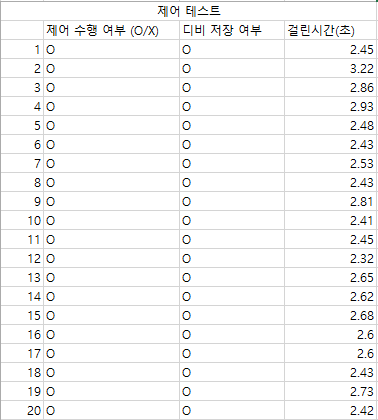 제어 테스트
제어 수행 여부 (O/X) 디비 저장 여부 걸린시간(초)
1 O O 2.45
2 O O 3.22
3 O O 2.86
4 O O 2.93
5 O O 2.48
6 O O 2.43
7 O O 2.53
8 O O 2.43
9 O O 2.81
10 O O 2.41
11 O O 2.45
12 O O 2.32
13 O O 2.65
14 O O 2.62
15 O O 2.68
16 O O 2.6
17 O O 2.6
18 O O 2.43
19 O O 2.73
20 O O 2.42